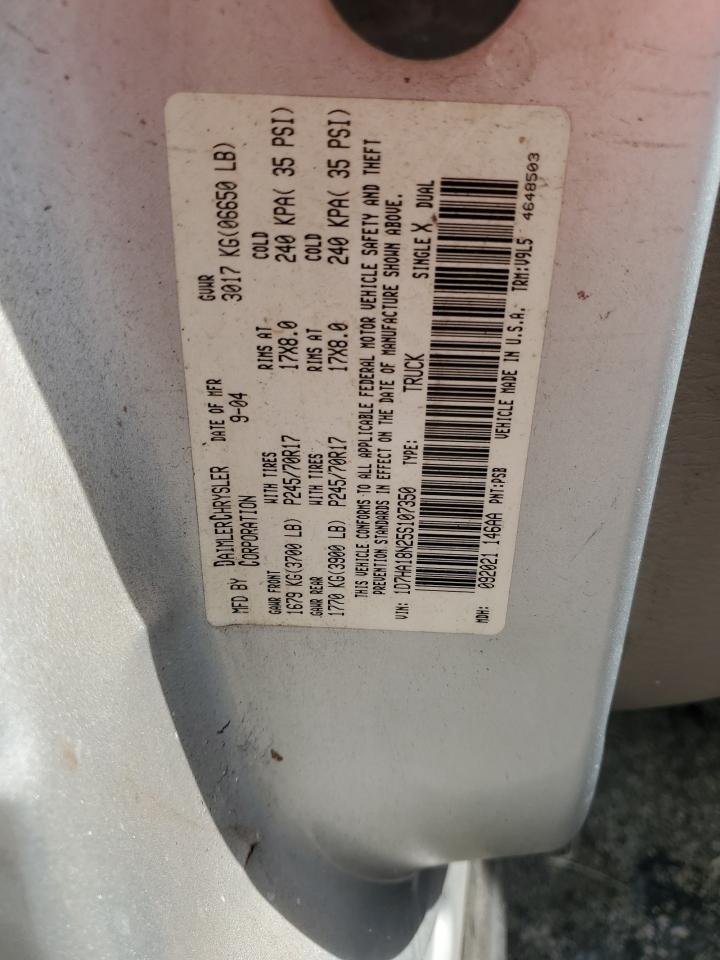 MFD BY DAIMLERCHRYSLER CORPORATION DATE OF MFR 9-04 GVWR 3017 KG(06650 LB)
GAWR FRONT WITH TIRES RIMS AT COLD
1679 KG(3700 LB) P245/70R17 17X8.0 240 KPA( 35 PSI)
GAWR REAR WITH TIRES RIMS AT COLD
1770 KG(3900 LB) P245/70R17 17X8.0 240 KPA( 35 PSI)
THIS VEHICLE CONFORMS TO ALL APPLICABLE FEDERAL MOTOR VEHICLE SAFETY AND THEFT
PREVENTION STANDARDS IN EFFECT ON THE DATE OF MANUFACTURE SHOWN ABOVE.
VIN: 1D7HA18N25S107350 TYPE: TRUCK SINGLE X DUAL
MDH: 092021 146AA PNT:PSB VEHICLE MADE IN U.S.A. TRM:V9L5 4648503